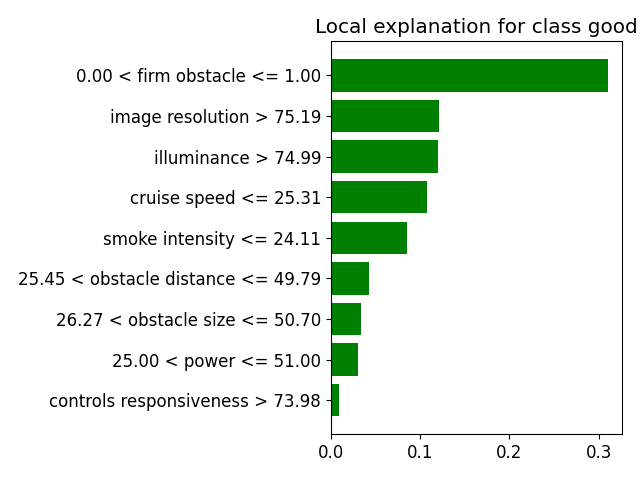 Local explanation for class good
0.00 < firm obstacle <= 1.00
image resolution > 75.19
illuminance > 74.99
cruise speed <= 25.31
smoke intensity <= 24.11
25.45 < obstacle distance <= 49.79
26.27 < obstacle size <= 50.70
25.00 < power <= 51.00
controls responsiveness > 73.98
0.0 0.1 0.2 0.3